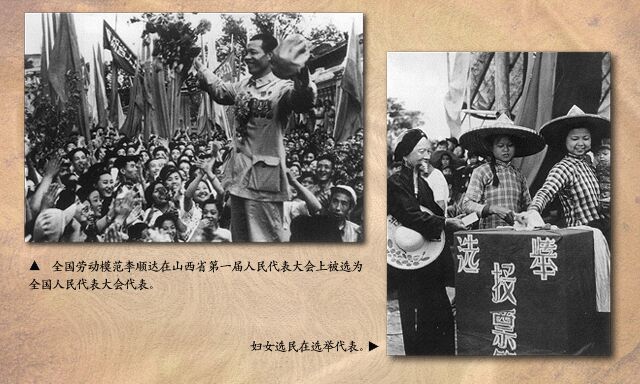 ▲ 全国劳动模范李顺达在山西省第一届人民代表大会上被选为
全国人民代表大会代表。
选举
投
票
妇女选民在选举代表。▶